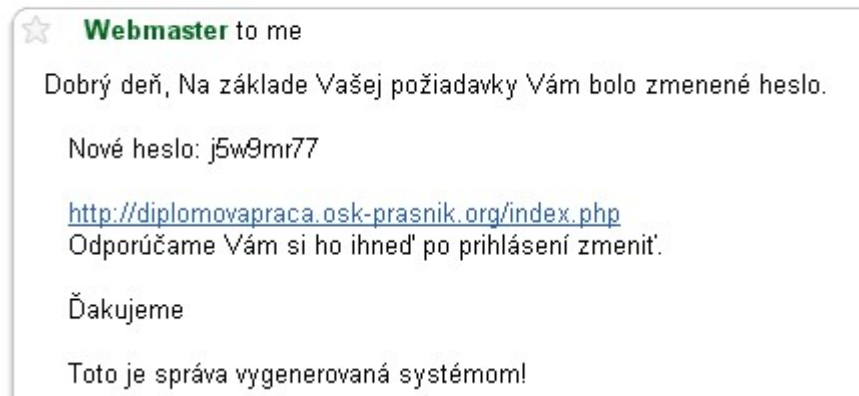 Webmaster to me
Dobrý deň, Na základe Vašej požiadavky Vám bolo zmenené heslo.
Nové heslo: j5w9mr77
http://diplomovapraca.osk-prasnik.org/index.php
Odporúčame Vám si ho ihneď po prihlásení zmeniť.
Ďakujeme
Toto je správa vygenerovaná systémom!